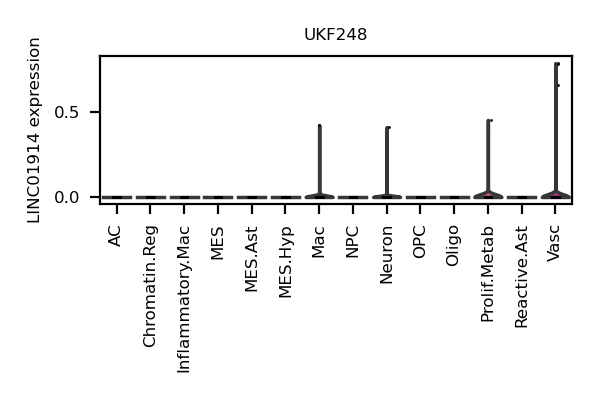 UKF248
LINC01914 expression
0.5
0.0
AC
Chromatin.Reg
Inflammatory.Mac
MES
MES.Ast
MES.Hyp
Mac
NPC
Neuron
OPC
Oligo
Prolif.Metab
Reactive.Ast
Vasc